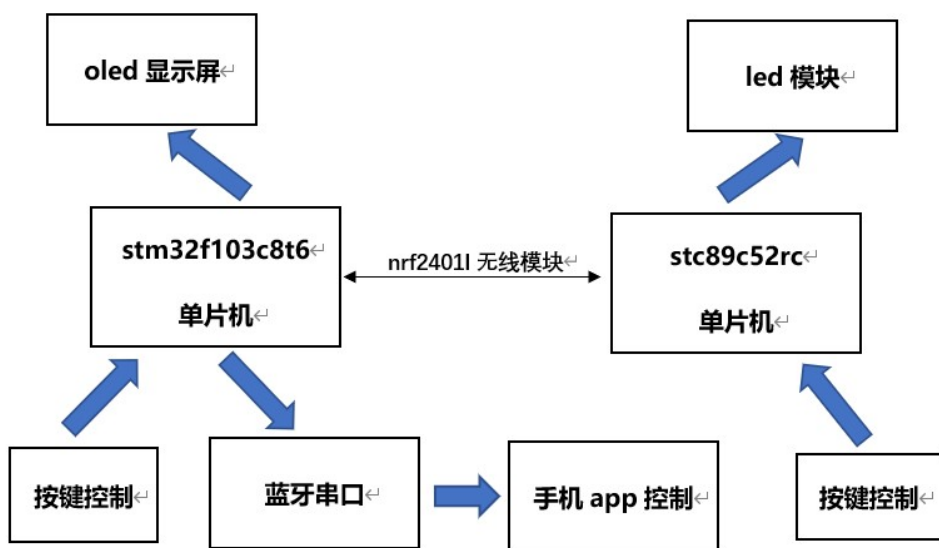 oled 显示屏↵
led 模块↵
stm32f103c8t6↵
单片机↵
nrf2401l 无线模块↵
stc89c52rc↵
单片机↵
按键控制↵
蓝牙串口↵
手机 app 控制↵
按键控制↵